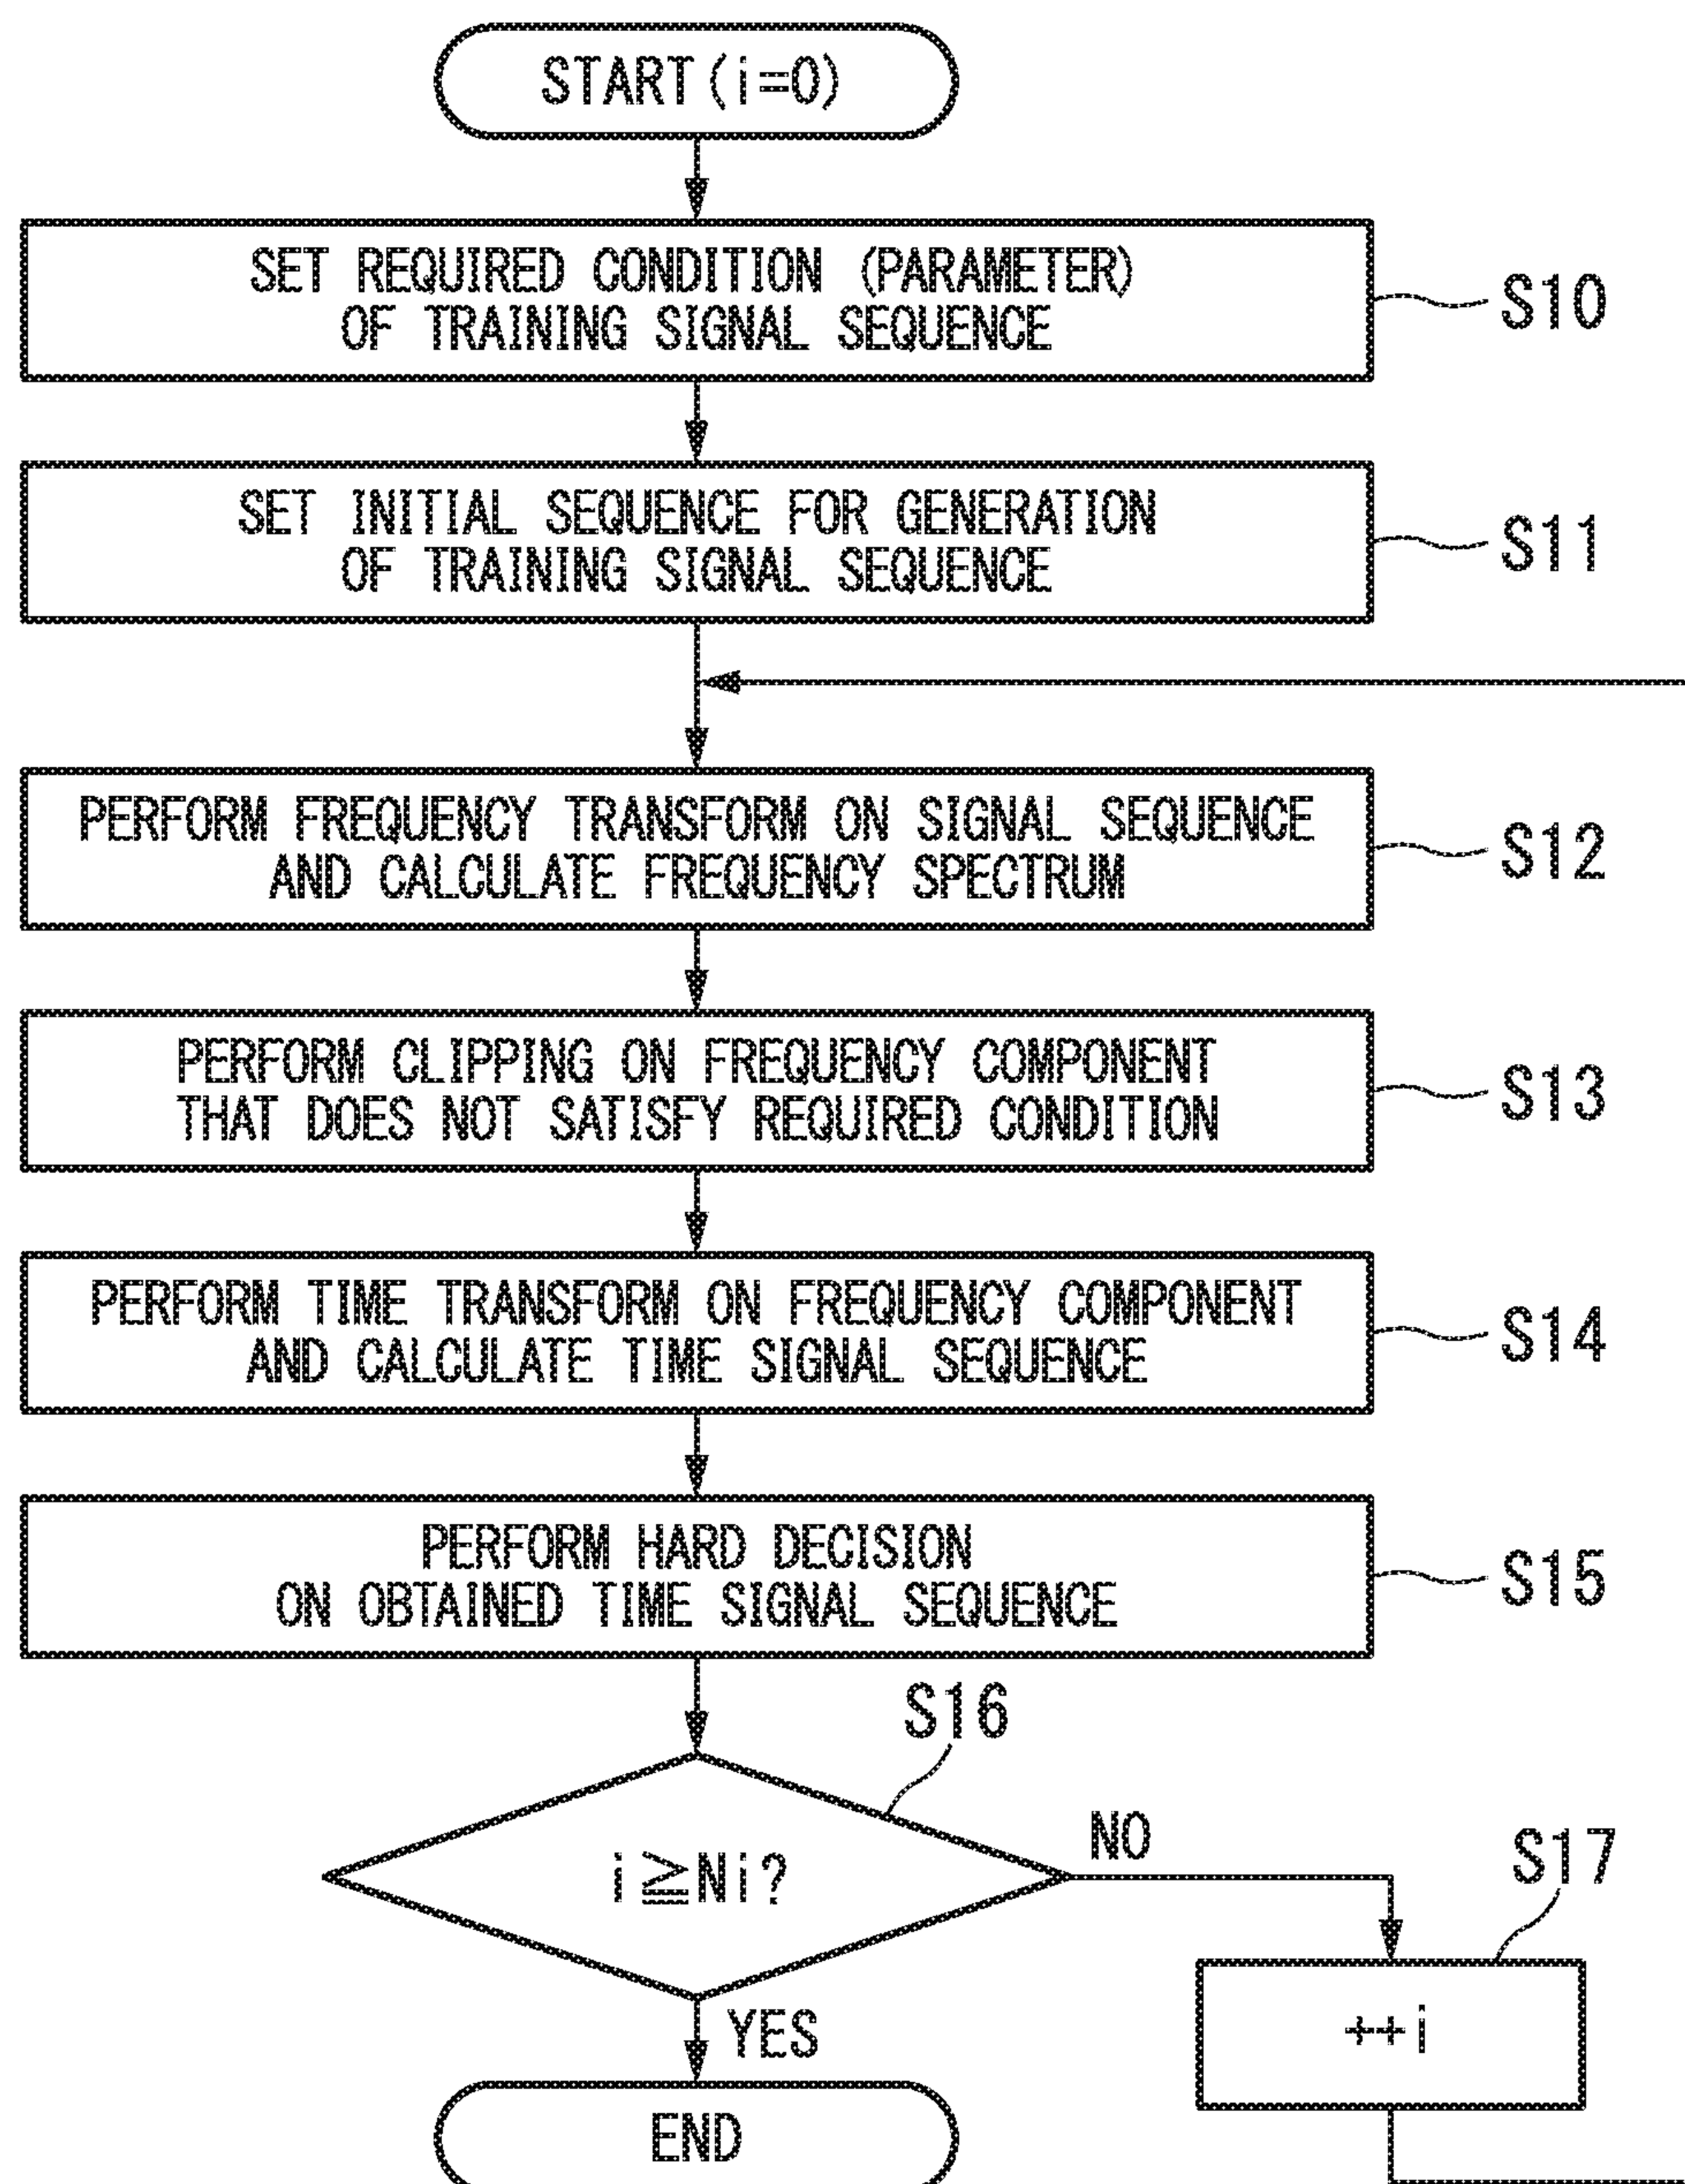 START(i=0)
SET REQUIRED CONDITION (PARAMETER)
OF TRAINING SIGNAL SEQUENCE
S10
SET INITIAL SEQUENCE FOR GENERATION
OF TRAINING SIGNAL SEQUENCE
S11
PERFORM FREQUENCY TRANSFORM ON SIGNAL SEQUENCE
AND CALCULATE FREQUENCY SPECTRUM
S12
PERFORM CLIPPING ON FREQUENCY COMPONENT
THAT DOES NOT SATISFY REQUIRED CONDITION
S13
PERFORM TIME TRANSFORM ON FREQUENCY COMPONENT
AND CALCULATE TIME SIGNAL SEQUENCE
S14
PERFORM HARD DECISION
ON OBTAINED TIME SIGNAL SEQUENCE
S15
S16
i≧Ni?
NO
S17
++i
YES
END